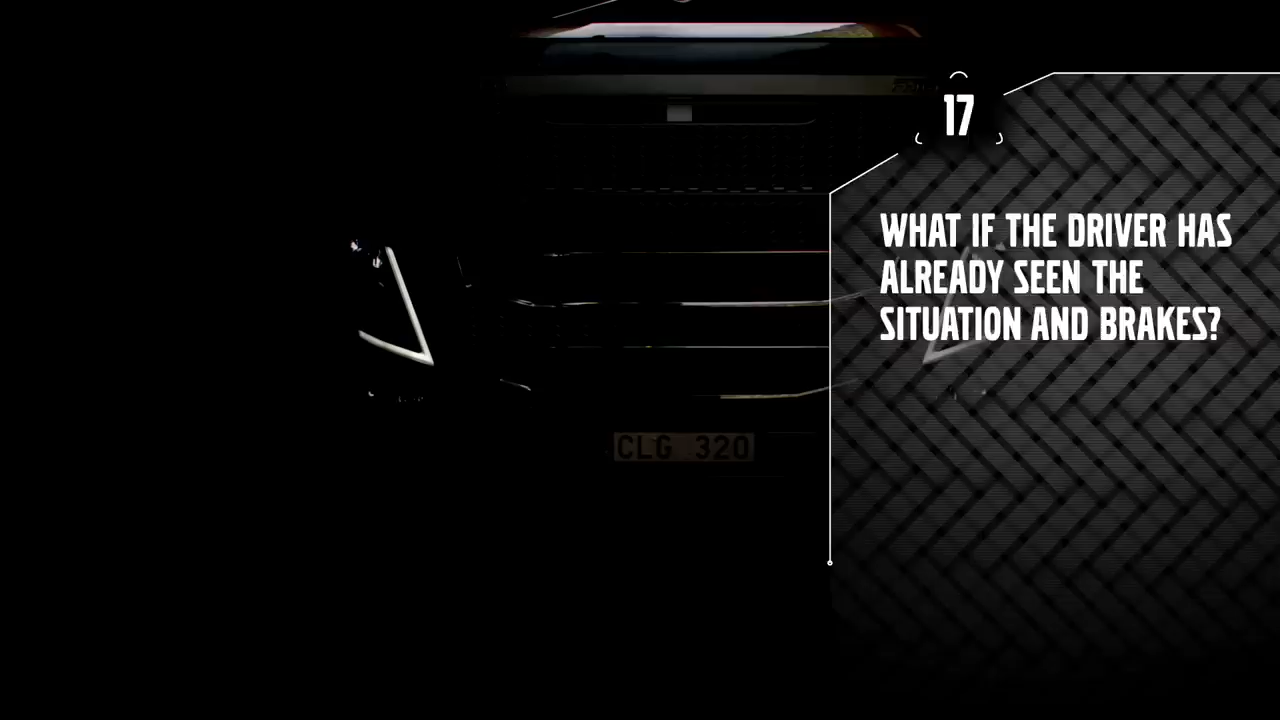 17
WHAT IF THE DRIVER HAS
ALREADY SEEN THE
SITUATION AND BRAKES?
CLG 320